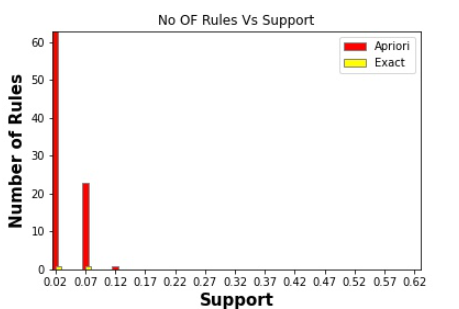 No OF Rules Vs Support
Apriori
Exact
Number of Rules
60
50
40
30
20
10
0
0.02 0.07 0.12 0.17 0.22 0.27 0.32 0.37 0.42 0.47 0.52 0.57 0.62
Support